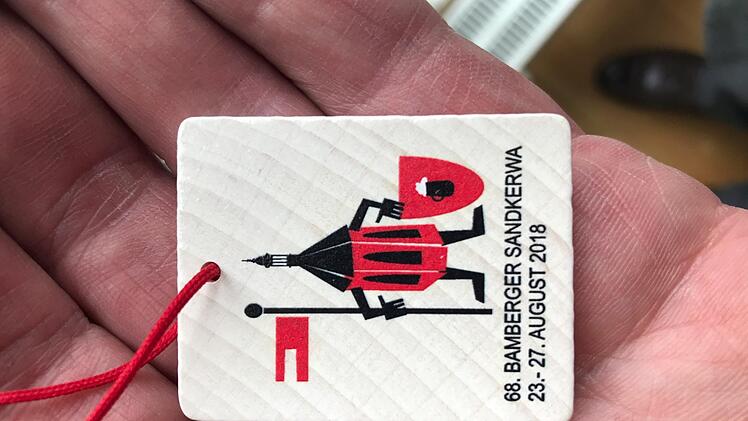 68. BAMBERGER SANDKERWA
23.- 27. AUGUST 2018